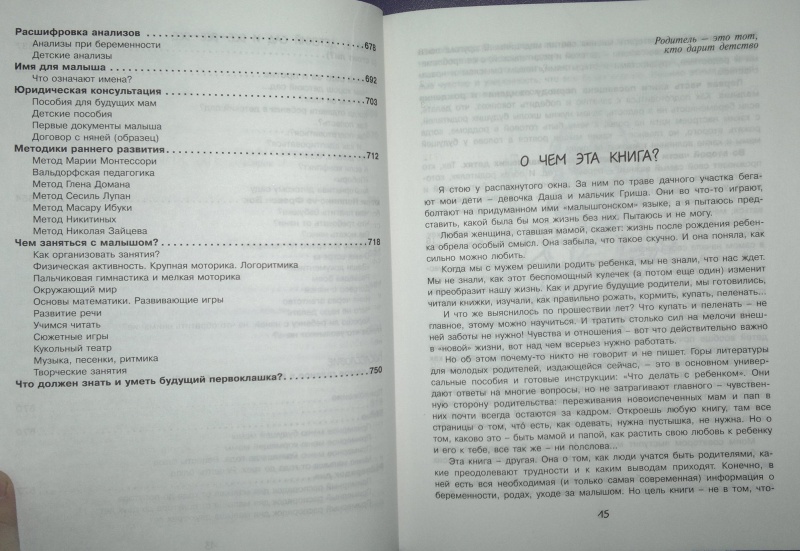 Расшифровка анализов . . . . . . . . . . . . . . . . . . . . . . . . . . . . 678
Анализы при беременности
Детские анализы
Имя для малыша . . . . . . . . . . . . . . . . . . . . . . . . . . . . 692
Что означают имена?
Юридическая консультация . . . . . . . . . . . . . . . . . . . . . . . . . . . . 703
Пособия для будущих мам
Детские пособия
Первые документы малыша
Договор с няней (образец)
Методики раннего развития . . . . . . . . . . . . . . . . . . . . . . . . . . . . 712
Метод Марии Монтессори
Вальдорфская педагогика
Метод Глена Домана
Метод Сесиль Лупан
Метод Масару Ибуки
Метод Никитиных
Метод Николая Зайцева
Чем заняться с малышом? . . . . . . . . . . . . . . . . . . . . . . . . . . . . 718
Как организовать занятия?
Физическая активность. Крупная моторика. Логоритмика
Пальчиковая гимнастика и мелкая моторика
Окружающий мир
Основы математики. Развивающие игры
Развитие речи
Учимся читать
Сюжетные игры
Кукольный театр
Музыка, песенки, ритмика
Творческие занятия
Что должен знать и уметь будущий первоклашка? . . . . . . . . . . . . 750
Родитель – это тот,
кто дарит детство
О ЧЕМ ЭТА КНИГА?
Я стою у распахнутого окна. За ним по траве дачного участка бега-
ют мои дети – девочка Даша и мальчик Гриша. Они во что-то играют,
болтают на придуманном ими «малышгонском» языке, а я пытаюсь пред-
ставить, какой была бы моя жизнь без них. Пытаюсь и не могу.
Любая женщина, ставшая мамой, скажет: жизнь после рождения ребен-
ка обрела особый смысл. Она забыла, что такое скучно. И она поняла, как
сильно можно любить.
Когда мы с мужем решили родить ребенка, мы не знали, что нас ждет.
Мы не знали, как этот беспомощный кулечек (а потом еще один) изменит
и преобразит нашу жизнь. Как и другие будущие родители, мы готовились,
читали книжки, изучали, как правильно рожать, кормить, купать, пеленать...
И что же выяснилось по прошествии лет? Что купать и пеленать – не
главное, этому можно научиться. И тратить столько сил на мелочи внеш-
ней заботы не нужно! Чувства и отношения – вот что действительно важно
в «новой» жизни, вот над чем всерьез нужно работать.
Но об этом почему-то никто не говорит и не пишет. Горы литературы
для молодых родителей, издающейся сейчас, – это в основном универ-
сальные пособия и готовые инструкции: «Что делать с ребенком». Они
дают ответы на многие вопросы, но не затрагивают главного – чувствен-
ную сторону родительства: переживания новоиспеченных мам и пап в
них почти всегда остаются за кадром. Откроешь любую книгу, там все
страницы о том, что есть, как одевать, нужна пустышка, не нужна. Но о
том, каково это – быть мамой и папой, как растить свою любовь к ребенку
и его к тебе, все так же – ни полслова...
Эта книга – другая. Она о том, как люди учатся быть родителями, ка-
кие преодолевают трудности и к каким выводам приходят. Конечно, в
ней есть вся необходимая (и только самая современная) информация о
беременности, родах, уходе за малышом. Но цель книги – не в том, что-
15